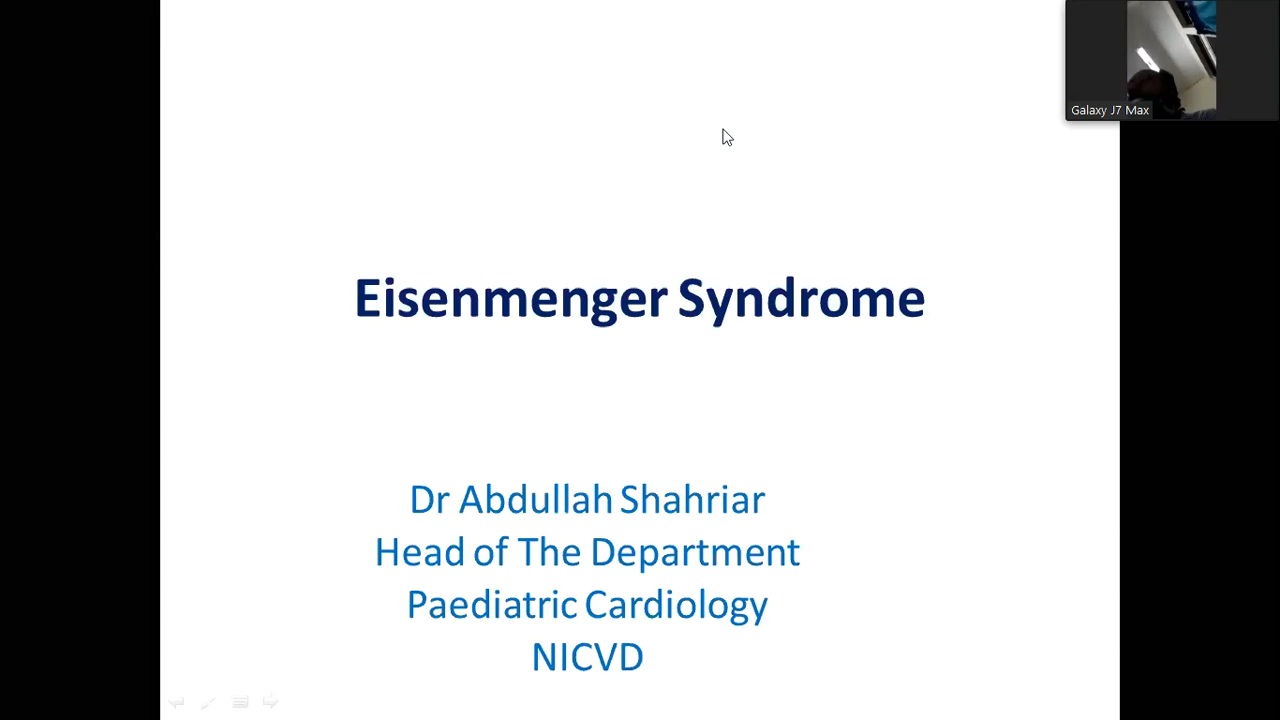 Galaxy J7 Max
Eisenmenger Syndrome
Dr Abdullah Shahriar
Head of The Department
Paediatric Cardiology
NICVD